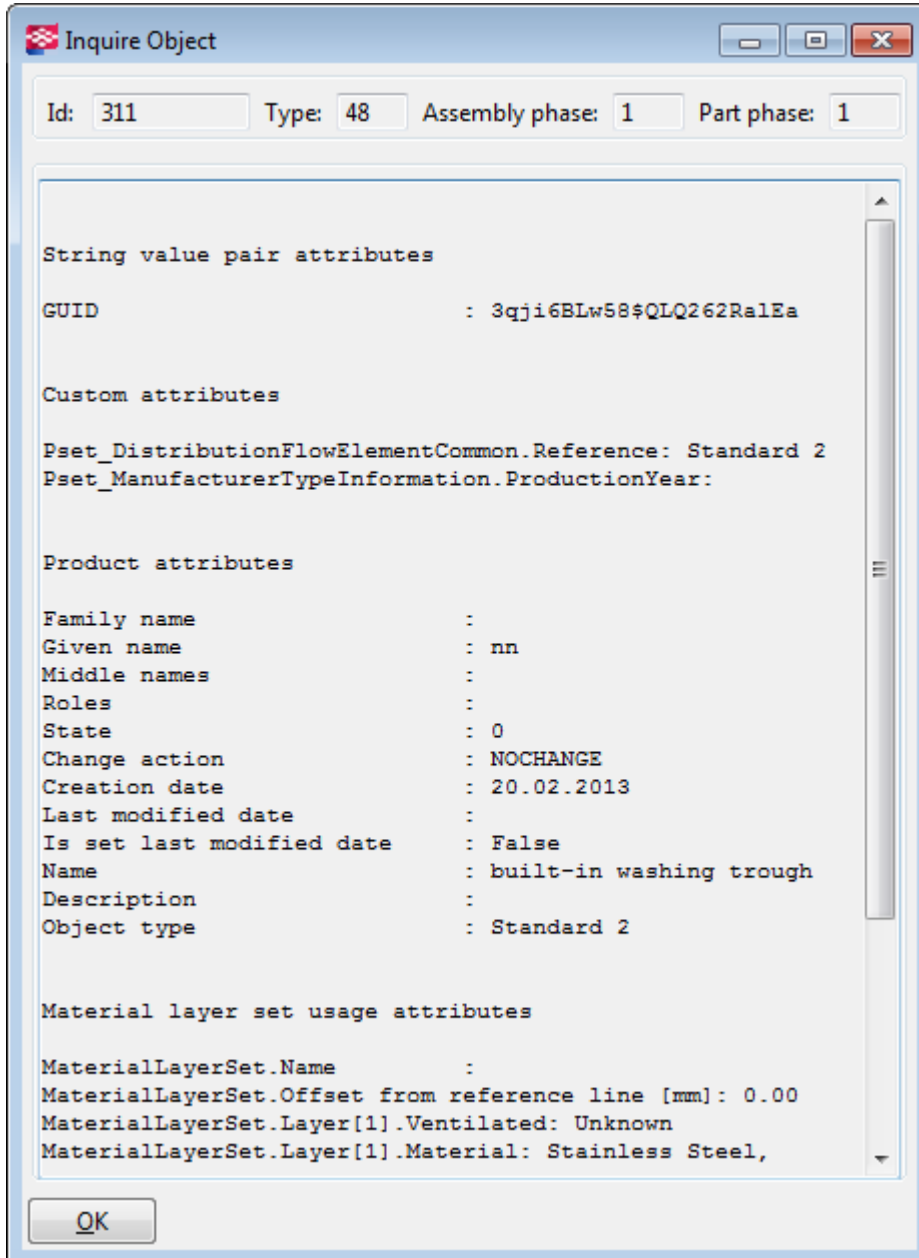 Inquire Object
Id: 311 Type: 48 Assembly phase: 1 Part phase: 1
String value pair attributes
GUID : 3qji6BLw58$QLQ262RalEa
Custom attributes
Pset_DistributionFlowElementCommon.Reference: Standard 2
Pset_ManufacturerTypeInformation.ProductionYear:
Product attributes
Family name :
Given name : nn
Middle names :
Roles :
State : 0
Change action : NOCHANGE
Creation date : 20.02.2013
Last modified date :
Is set last modified date : False
Name : built-in washing trough
Description :
Object type : Standard 2
Material layer set usage attributes
MaterialLayerSet.Name :
MaterialLayerSet.Offset from reference line [mm]: 0.00
MaterialLayerSet.Layer[1].Ventilated: Unknown
MaterialLayerSet.Layer[1].Material: Stainless Steel,
OK